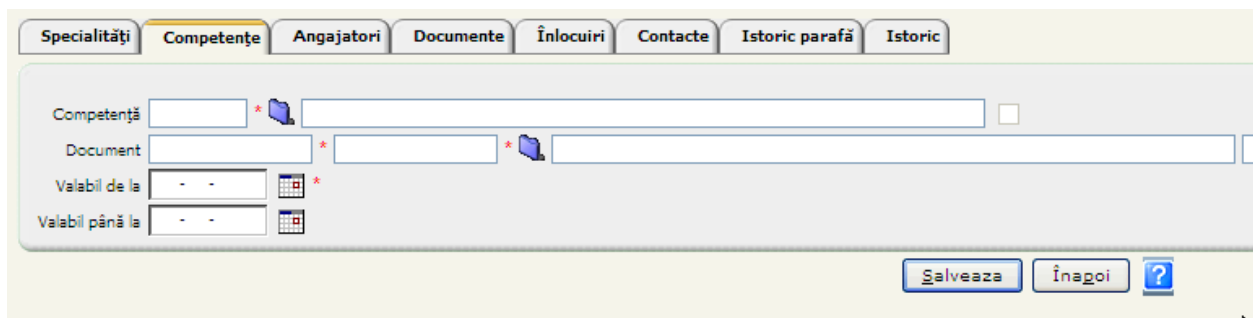 Specialități Competențe Angajatori Documente Înlocuiri Contacte Istoric parafă Istoric
Competență *
Document * *
Valabil de la - - *
Valabil până la - -
Salveaza Înapoi ?